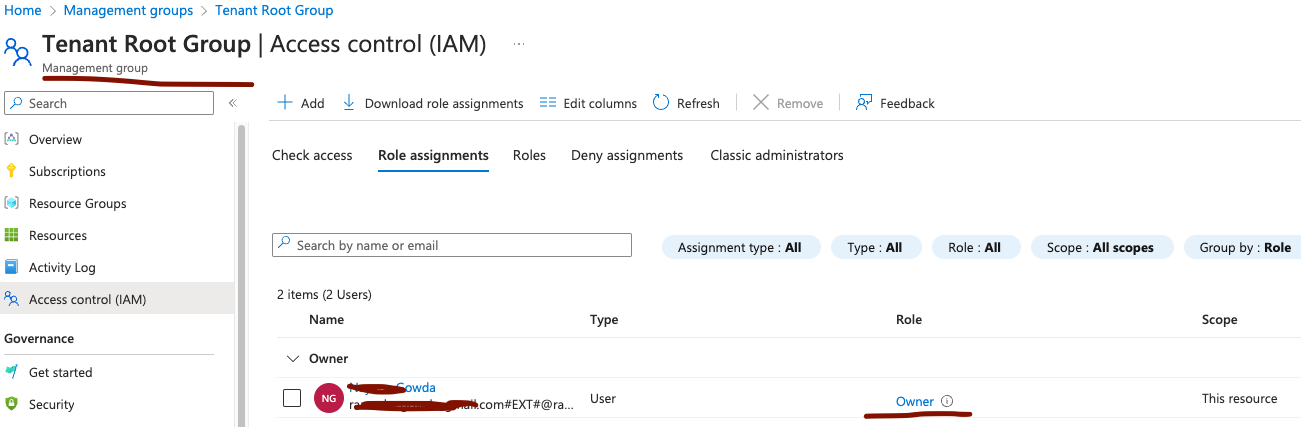 Home > Management groups > Tenant Root Group
Tenant Root Group | Access control (IAM) ...
Management group
Search «
Add Download role assignments Edit columns Refresh Remove Feedback
Overview
Subscriptions
Resource Groups
Resources
Activity Log
Access control (IAM)
Governance
Get started
Security
Check access Role assignments Roles Deny assignments Classic administrators
Search by name or email Assignment type : All Type : All Role : All Scope : All scopes Group by : Role
2 items (2 Users)
Name Type Role Scope
Owner
NG Gowda
.com#EXT#@ra... User Owner This resource